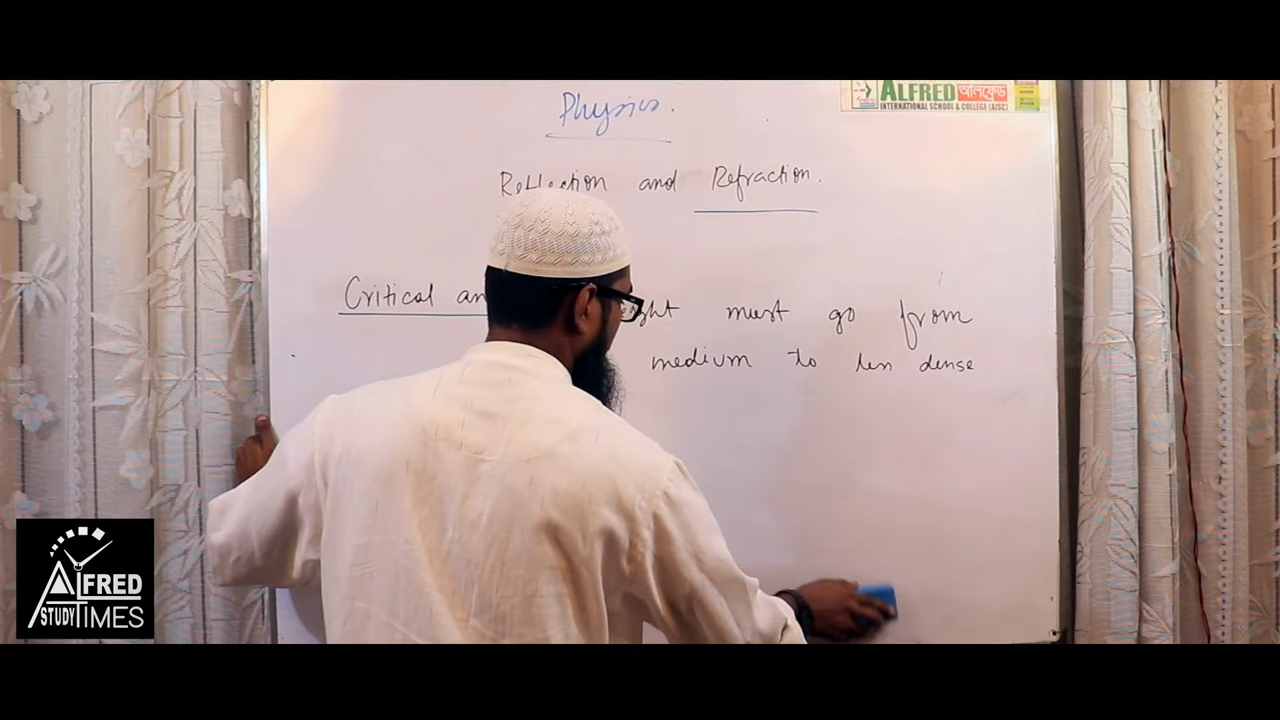 Physics.
ALFRED অলিফ্রেড
INTERNATIONAL SCHOOL & COLLEGE (AISC)
Reflection and Refraction.
Critical an
ght must go from
medium to less dense
ALFRED
STUDY TIMES